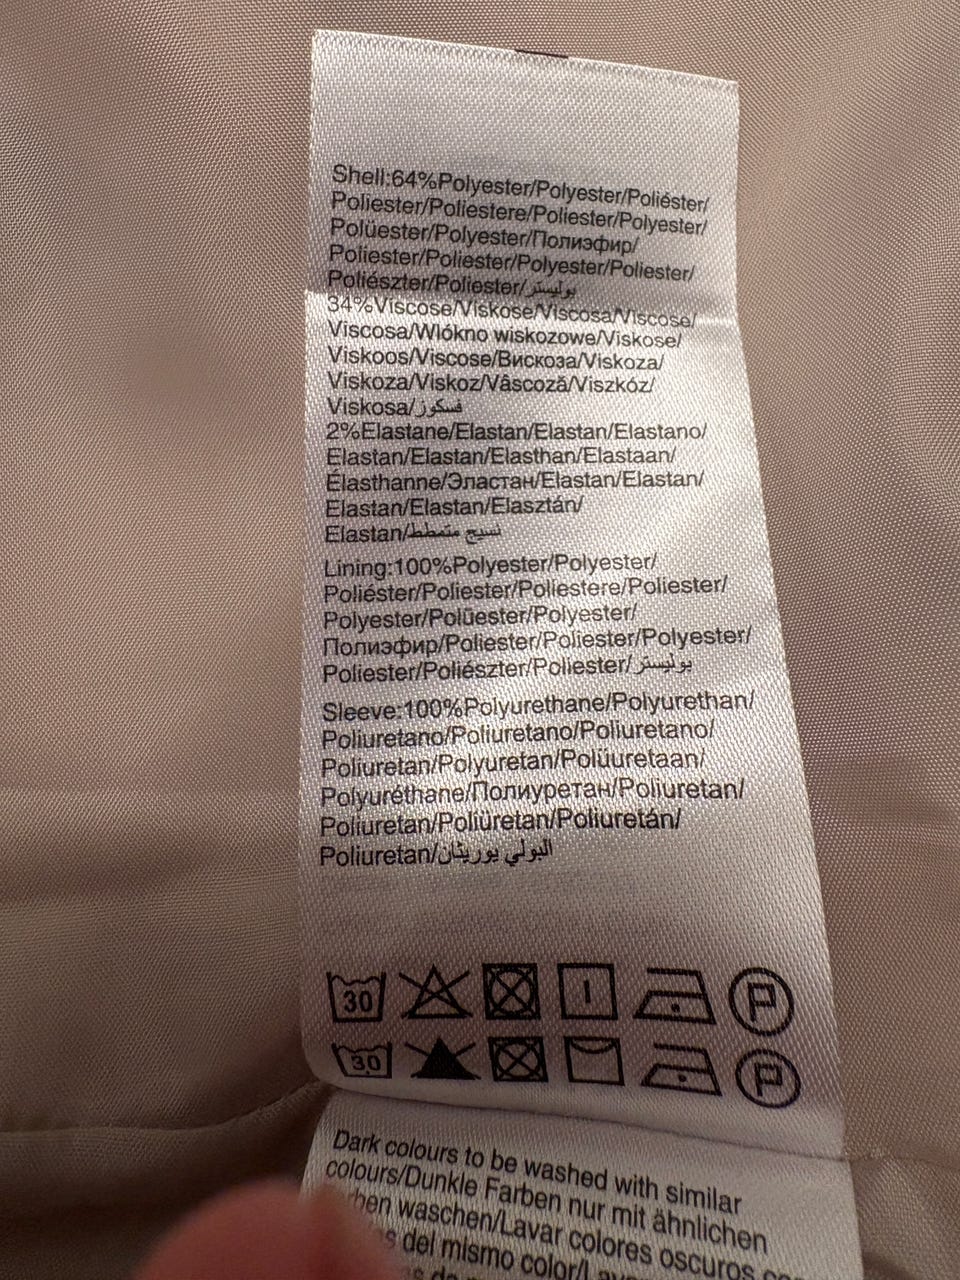 Shell:64%Polyester/Polyester/Poliéster/
Poliester/Poliestere/Poliester/Polyester/
Polüester/Polyester/Полиэфир/
Poliester/Poliester/Polyester/Poliester/
Poliészter/Poliester/بوليستر
34%Viscose/Viskose/Viscosa/Viscose/
Viscosa/Wlókno wiskozowe/Viskose/
Viskoos/Viscose/Вискоза/Viskoza/
Viskoza/Viskoz/Vâscoză/Viszkóz/
Viskosa/فسكوز
2%Elastane/Elastan/Elastan/Elastano/
Elastan/Elastan/Elasthan/Elastaan/
Élasthanne/Эластан/Elastan/Elastan/
Elastan/Elastan/Elasztán/
Elastan/نسيج متمطط
Lining:100%Polyester/Polyester/
Poliéster/Poliester/Poliestere/Poliester/
Polyester/Polüester/Polyester/
Полиэфир/Poliester/Poliester/Polyester/
Poliester/Poliészter/Poliester/بوليستر
Sleeve:100%Polyurethane/Polyurethan/
Poliuretano/Poliuretano/Poliuretano/
Poliuretan/Polyuretan/Polüuretaan/
Polyuréthane/Полиуретан/Poliuretan/
Poliuretan/Poliüretan/Poliuretán/
Poliuretan/البولي يوريثان
30 P
30 P
Dark colours to be washed with similar
colours/Dunkle Farben nur mit ähnlichen
waschen/Lavar colores oscuros
del mismo color/